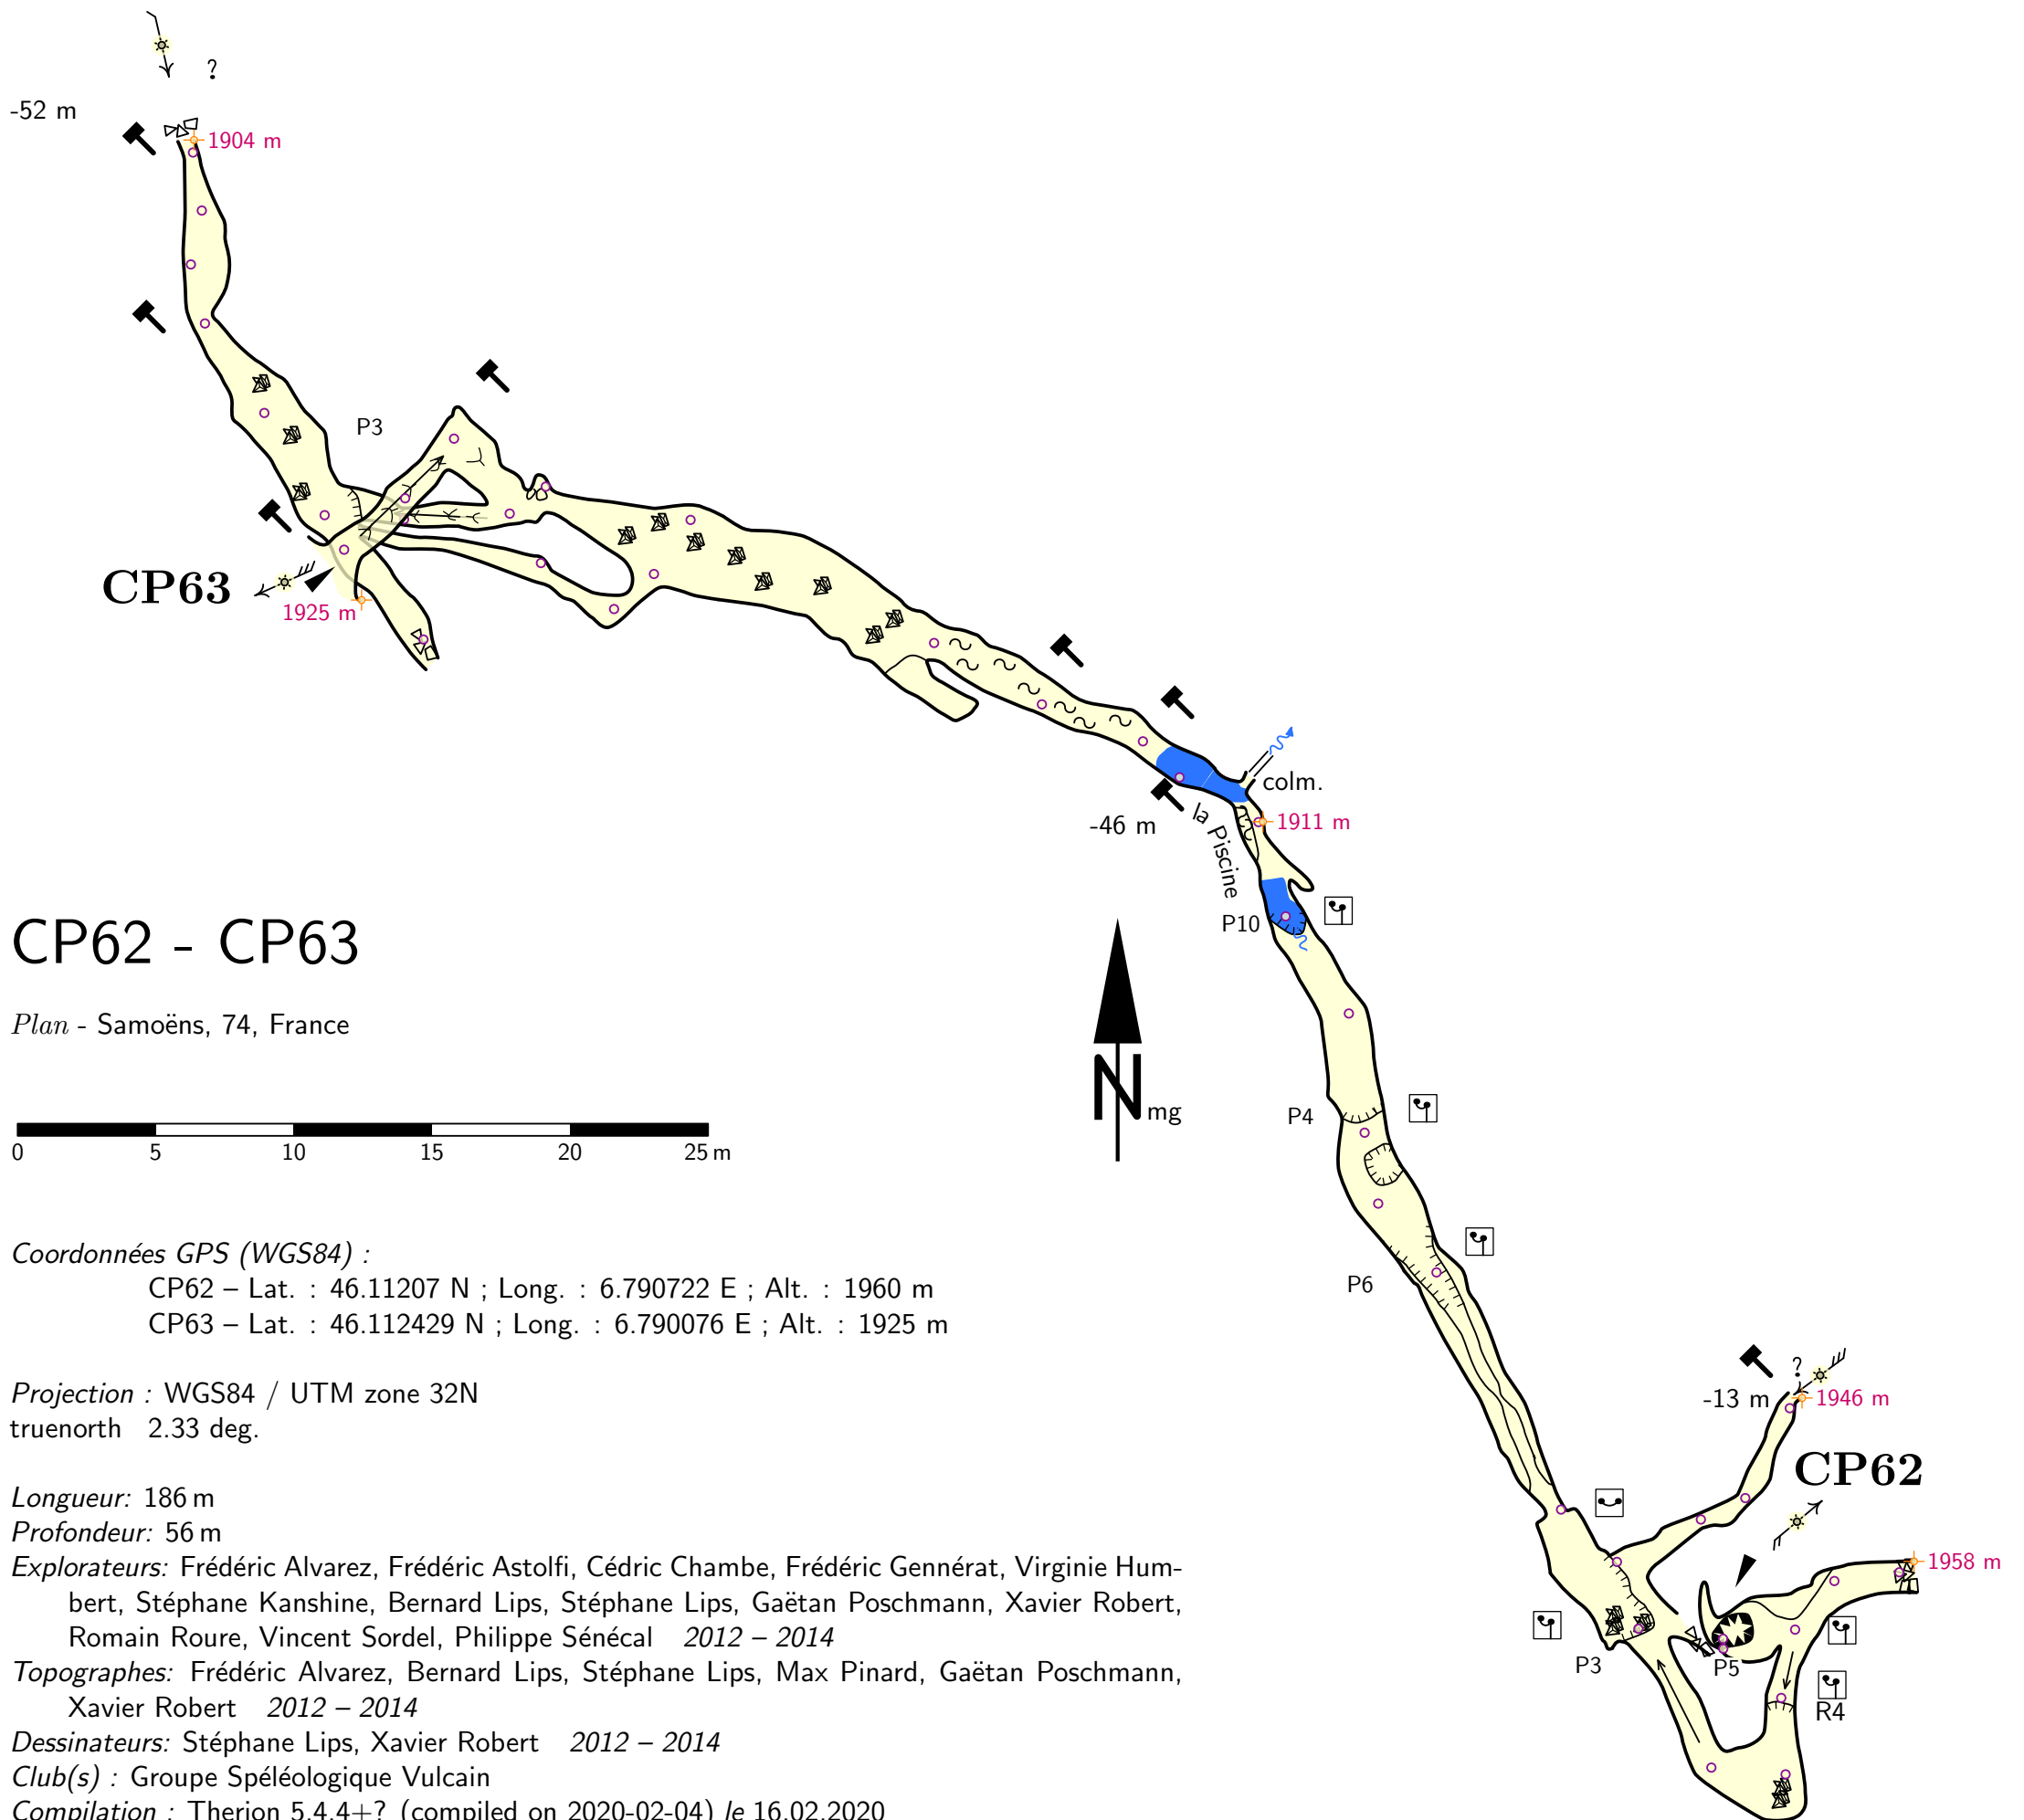 ?
-52 m
1904 m
P3
CP63
1925 m
colm.
-46 m
la Piscine
1911 m
P10
CP62 - CP63
Plan - Samoëns, 74, France
N mg
P4
0 5 10 15 20 25 m
Coordonnées GPS (WGS84) :
CP62 – Lat. : 46.11207 N ; Long. : 6.790722 E ; Alt. : 1960 m
CP63 – Lat. : 46.112429 N ; Long. : 6.790076 E ; Alt. : 1925 m
P6
?
-13 m
1946 m
CP62
Projection : WGS84 / UTM zone 32N
truenorth 2.33 deg.
Longueur: 186 m
Profondeur: 56 m
Explorateurs: Frédéric Alvarez, Frédéric Astolfi, Cédric Chambe, Frédéric Gennérat, Virginie Hum-
bert, Stéphane Kanshine, Bernard Lips, Stéphane Lips, Gaëtan Poschmann, Xavier Robert,
Romain Roure, Vincent Sordel, Philippe Sénécal 2012 – 2014
Topographes: Frédéric Alvarez, Bernard Lips, Stéphane Lips, Max Pinard, Gaëtan Poschmann,
Xavier Robert 2012 – 2014
Dessinateurs: Stéphane Lips, Xavier Robert 2012 – 2014
Club(s) : Groupe Spéléologique Vulcain
Compilation : Therion 5.4.4+? (compiled on 2020-02-04) le 16.02.2020
1958 m
P3
P5
R4